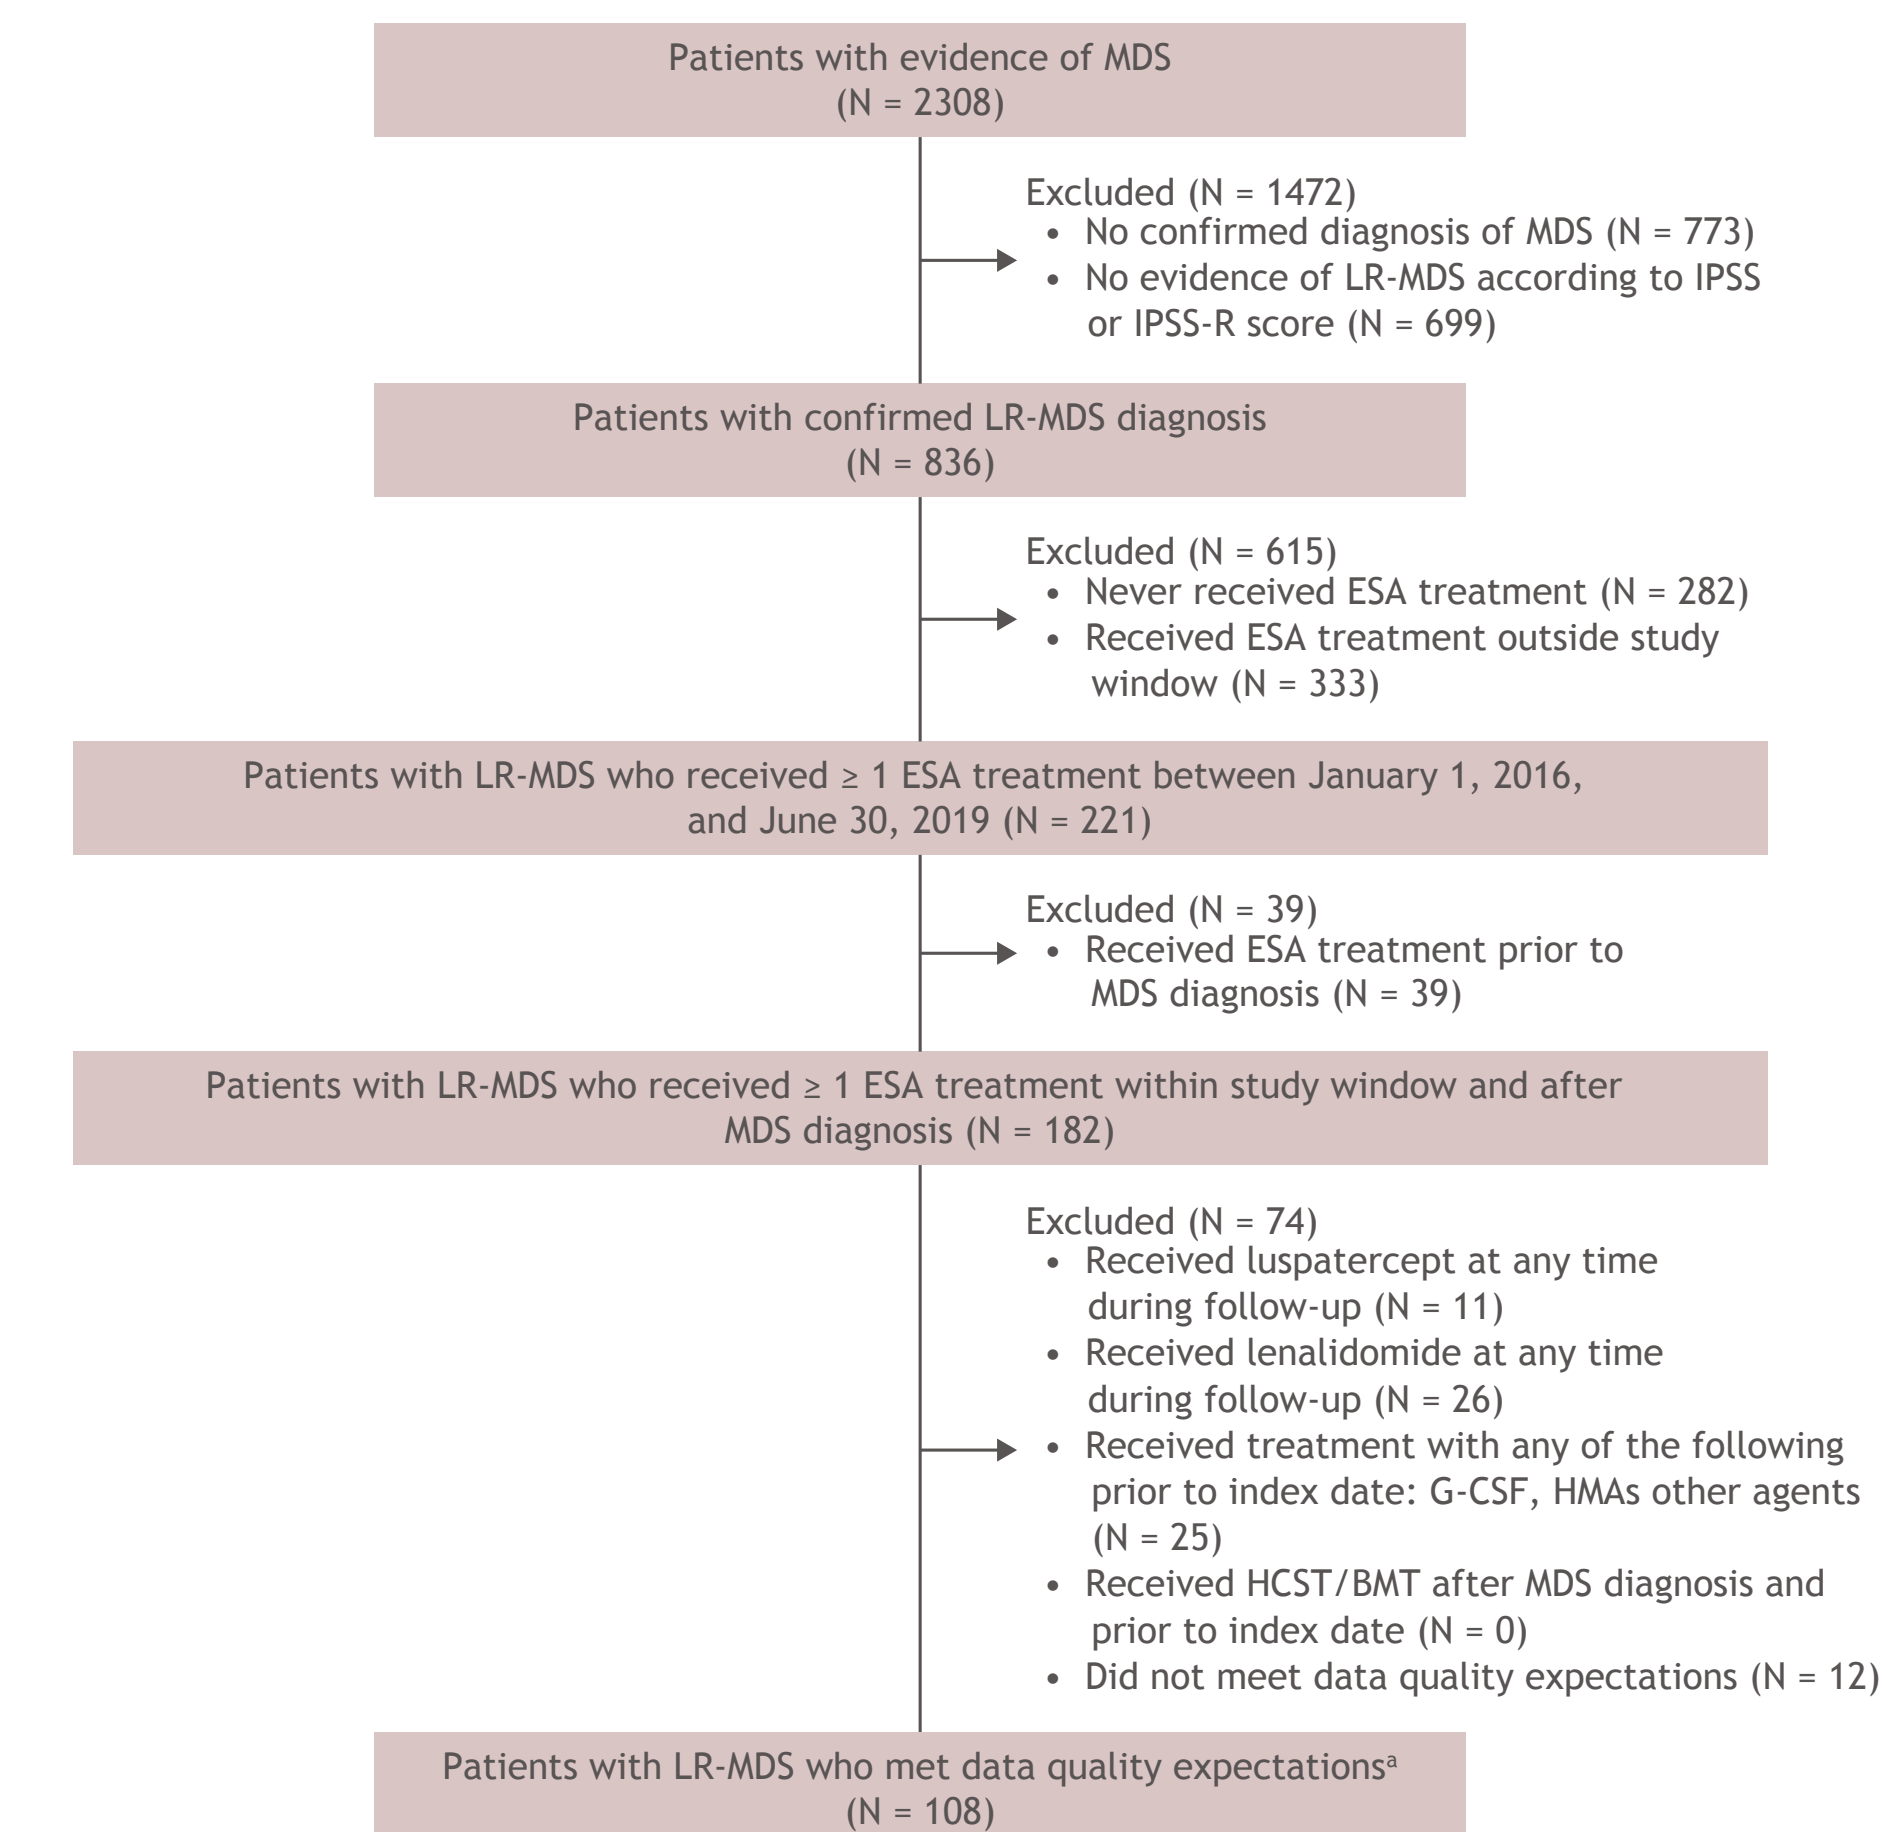 Patients with evidence of MDS
(N = 2308)
Excluded (N = 1472)
• No confirmed diagnosis of MDS (N = 773)
• No evidence of LR-MDS according to IPSS
or IPSS-R score (N = 699)
Patients with confirmed LR-MDS diagnosis
(N = 836)
Excluded (N = 615)
• Never received ESA treatment (N = 282)
• Received ESA treatment outside study
window (N = 333)
Patients with LR-MDS who received ≥ 1 ESA treatment between January 1, 2016,
and June 30, 2019 (N = 221)
Excluded (N = 39)
• Received ESA treatment prior to
MDS diagnosis (N = 39)
Patients with LR-MDS who received ≥ 1 ESA treatment within study window and after
MDS diagnosis (N = 182)
Excluded (N = 74)
• Received luspatercept at any time
during follow-up (N = 11)
• Received lenalidomide at any time
during follow-up (N = 26)
• Received treatment with any of the following
prior to index date: G-CSF, HMAs other agents
(N = 25)
• Received HCST/BMT after MDS diagnosis and
prior to index date (N = 0)
• Did not meet data quality expectations (N = 12)
Patients with LR-MDS who met data quality expectationsᵃ
(N = 108)